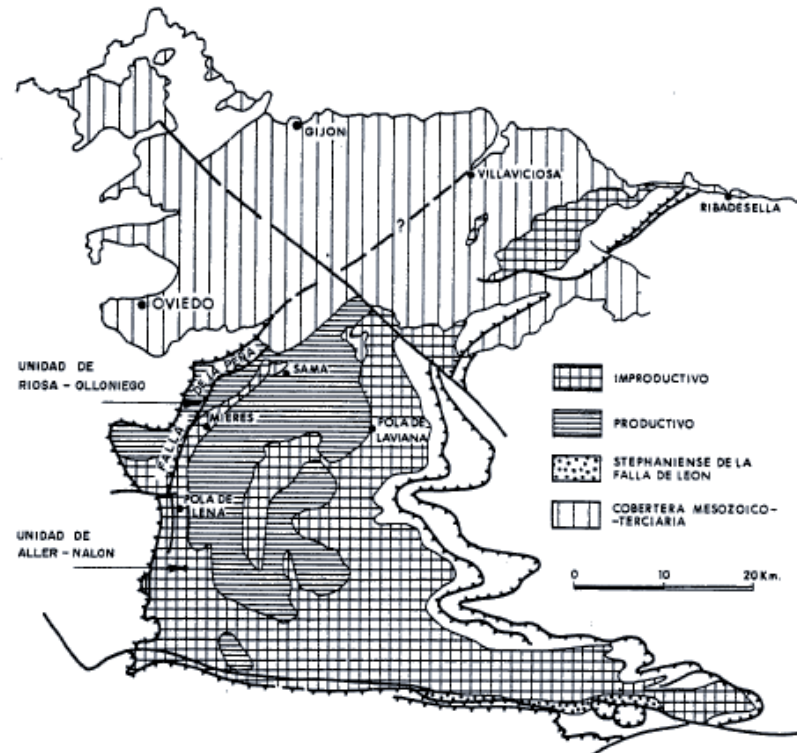 GIJON
VILLAVICIOSA
RIBADESELLA
?
OVIEDO
UNIDAD DE
RIOSA - OLLONIEGO
FALLA DE LA PEÑA
SAMA
MIERES
POLA DE
LAVIANA
POLA DE
LENA
UNIDAD DE
ALLER - NALON
IMPRODUCTIVO
PRODUCTIVO
STEPHANIENSE DE LA
FALLA DE LEON
COBERTERA MESOZOICO-
TERCIARIA
0 10 20 Km.